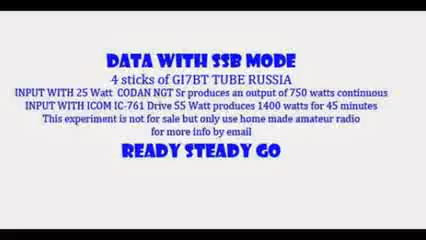 DATA WITH SSB MODE
4 sticks of GI7BT TUBE RUSSIA
INPUT WITH 25 Watt CODAN NGT Sr produces an output of 750 watts continuous
INPUT WITH ICOM IC-761 Drive 55 Watt produces 1400 watts for 45 minutes
This experiment is not for sale but only use home made amateur radio
for more info by email
READY STEADY GO